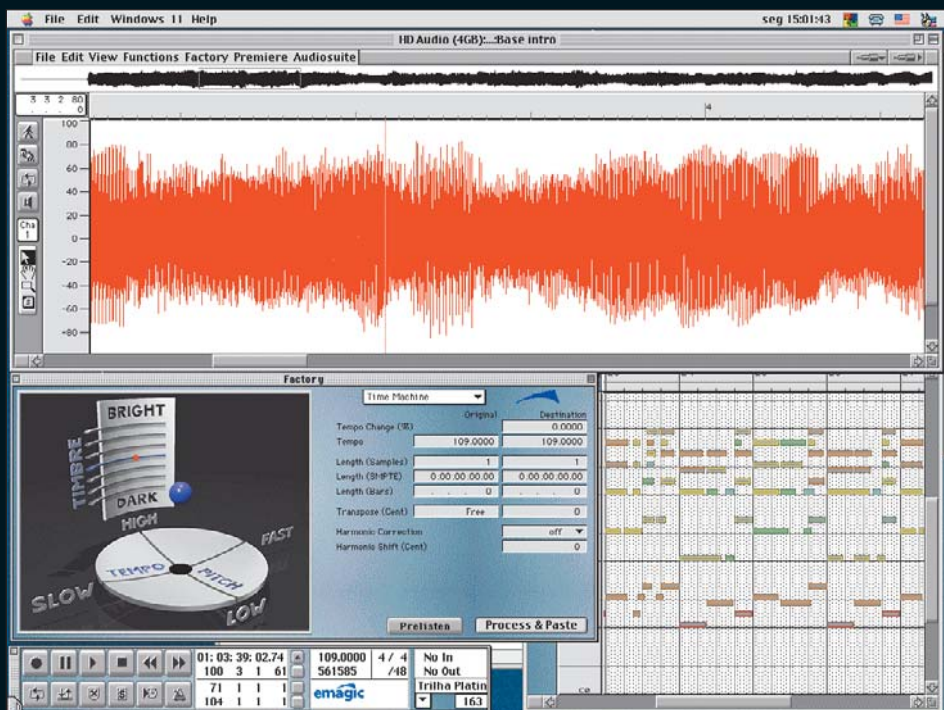 File Edit Windows 11 Help
seg 15:01:43
HD Audio (4GB):...:Base intro
File Edit View Functions Factory Premiere Audiosuite
3 3 2 80
. . . 0
4
100
80
60
40
20
0
-20
-40
-60
-80
Cha
1
Factory
BRIGHT
TIMBRE
DARK
HIGH
FAST
TEMPO
PITCH
SLOW
LOW
Time Machine
Original Destination
Tempo Change (%) 0.0000
Tempo 109.0000 109.0000
Length (Samples) 1 1
Length (SMPTE) 0:00:00:00.00 0:00:00:00.00
Length (Bars) . . . 0 . . . 0
Transpose (Cent) Free 0
Harmonic Correction off
Harmonic Shift (Cent) 0
Prelisten Process & Paste
01: 03: 39: 02.74 109.0000 4 / 4 No In
100 3 1 61 561585 /48 No Out
71 1 1 1 emagic Trilha Platin
104 1 1 1 163
C0